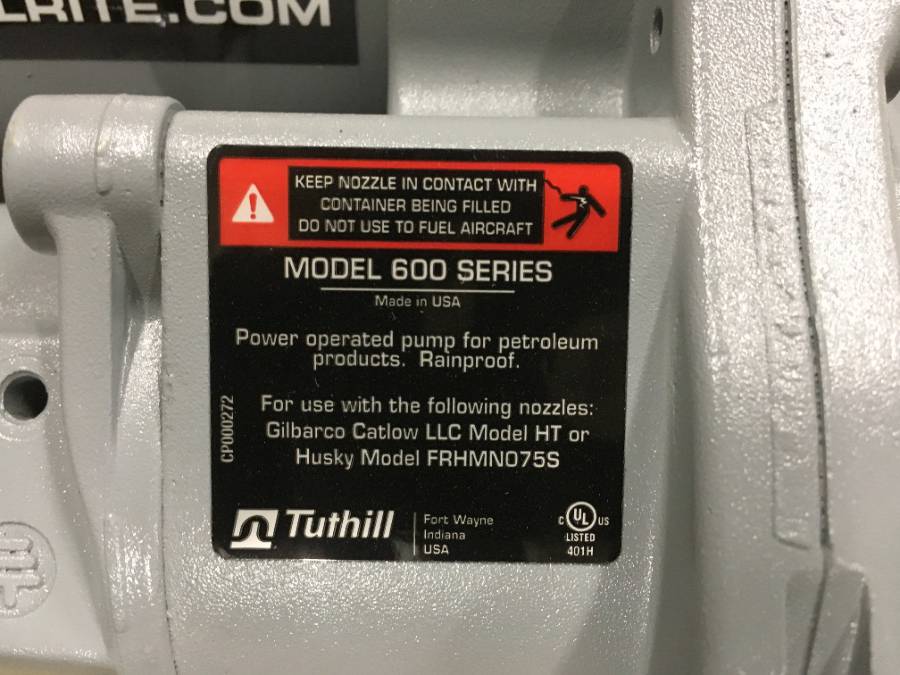 LRITE.COM
KEEP NOZZLE IN CONTACT WITH
CONTAINER BEING FILLED
DO NOT USE TO FUEL AIRCRAFT
MODEL 600 SERIES
Made in USA
Power operated pump for petroleum
products. Rainproof.
For use with the following nozzles:
Gilbarco Catlow LLC Model HT or
Husky Model FRHMN075S
CP000272
Tuthill
Fort Wayne
Indiana
USA
C UL US
LISTED
401H